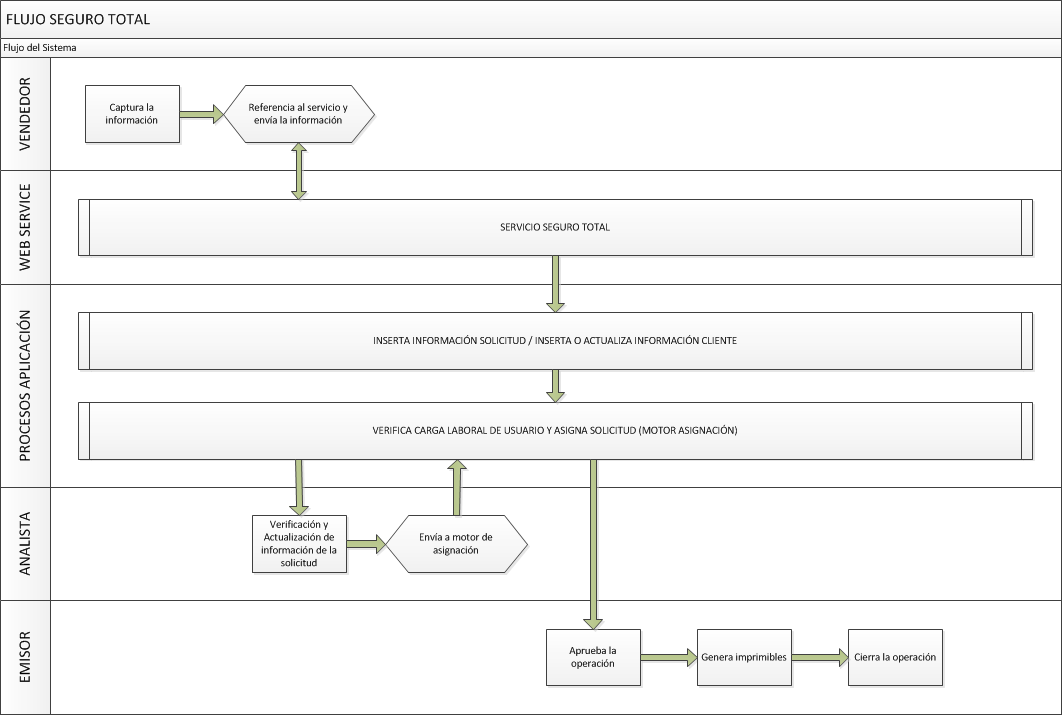 FLUJO SEGURO TOTAL
Flujo del Sistema
VENDEDOR
Captura la
información
Referencia al servicio y
envía la información
WEB SERVICE
SERVICIO SEGURO TOTAL
PROCESOS APLICACIÓN
INSERTA INFORMACIÓN SOLICITUD / INSERTA O ACTUALIZA INFORMACIÓN CLIENTE
VERIFICA CARGA LABORAL DE USUARIO Y ASIGNA SOLICITUD (MOTOR ASIGNACIÓN)
ANALISTA
Verificación y
Actualización de
información de la
solicitud
Envía a motor de
asignación
EMISOR
Aprueba la
operación
Genera imprimibles
Cierra la operación